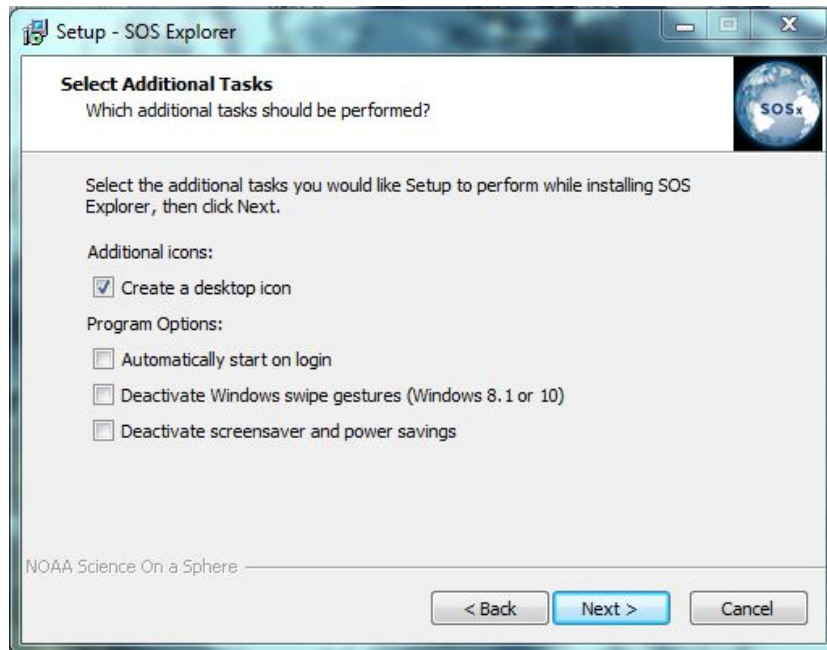 Setup - SOS Explorer
Select Additional Tasks
Which additional tasks should be performed?
SOSx
Select the additional tasks you would like Setup to perform while installing SOS
Explorer, then click Next.
Additional icons:
Create a desktop icon
Program Options:
Automatically start on login
Deactivate Windows swipe gestures (Windows 8.1 or 10)
Deactivate screensaver and power savings
NOAA Science On a Sphere
< Back Next > Cancel